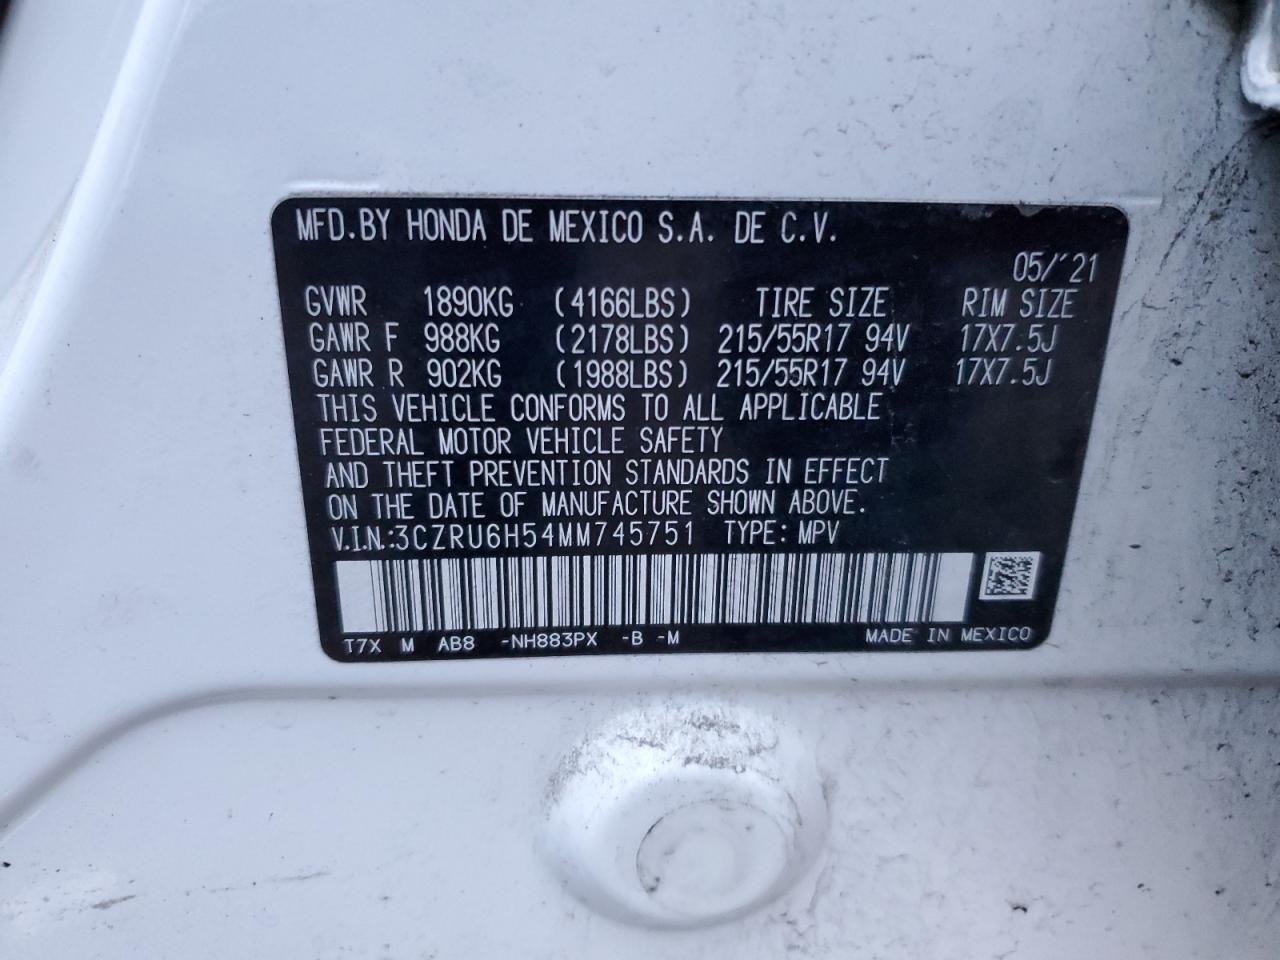 MFD.BY HONDA DE MEXICO S.A. DE C.V.
05/'21
GVWR 1890KG (4166LBS) TIRE SIZE RIM SIZE
GAWR F 988KG (2178LBS) 215/55R17 94V 17X7.5J
GAWR R 902KG (1988LBS) 215/55R17 94V 17X7.5J
THIS VEHICLE CONFORMS TO ALL APPLICABLE
FEDERAL MOTOR VEHICLE SAFETY
AND THEFT PREVENTION STANDARDS IN EFFECT
ON THE DATE OF MANUFACTURE SHOWN ABOVE.
V.I.N.:3CZRU6H54MM745751 TYPE: MPV
T7X M AB8 -NH883PX -B -M MADE IN MEXICO